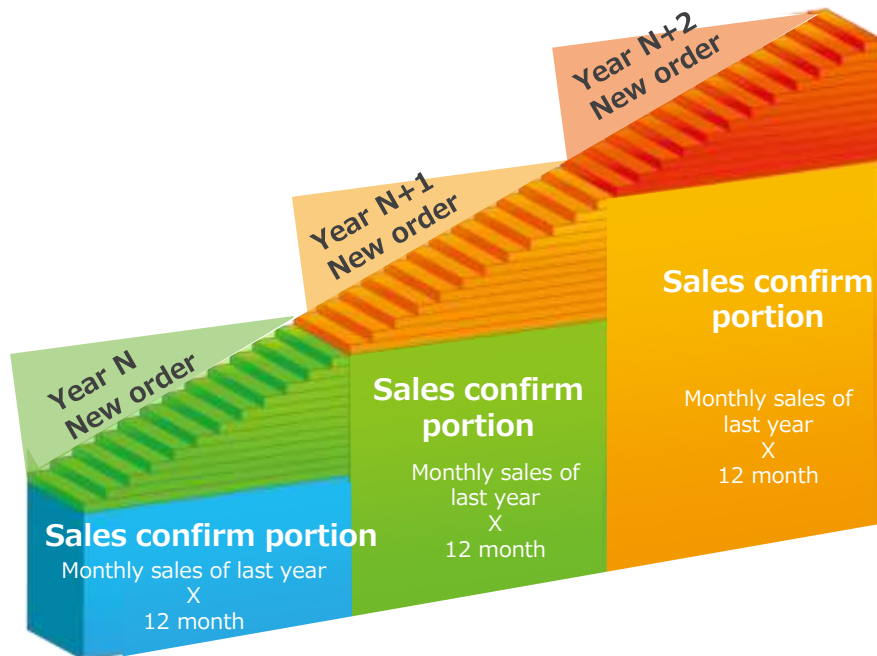 Year N
New order
Year N+1
New order
Year N+2
New order
Sales confirm portion
Monthly sales of last year
X
12 month
Sales confirm
portion
Monthly sales of
last year
X
12 month
Sales confirm
portion
Monthly sales of
last year
X
12 month